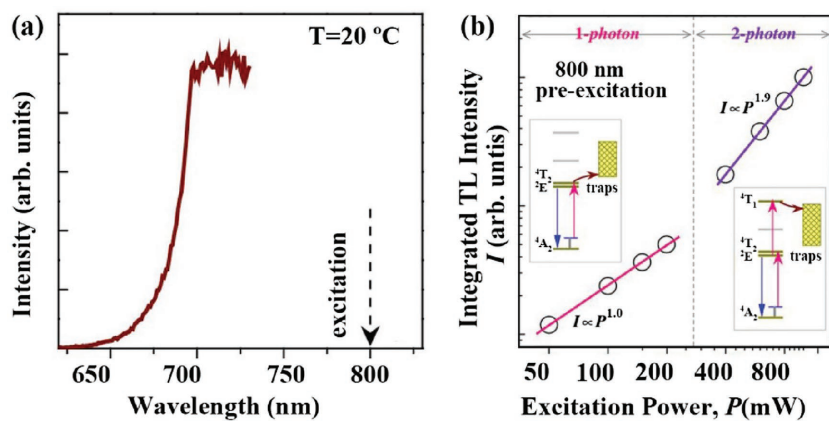 (a)
T=20 °C
Intensity (arb. units)
excitation
650
700
750
800
Wavelength (nm)
(b)
1-photon
2-photon
800 nm
pre-excitation
I∝P^1.9
⁴T₂
²E
traps
⁴A₂
⁴T₁
⁴T₂
²E
traps
⁴A₂
I∝P^1.0
Integrated TL Intensity
I (arb. untis)
50
100
200
400
800
Excitation Power, P(mW)